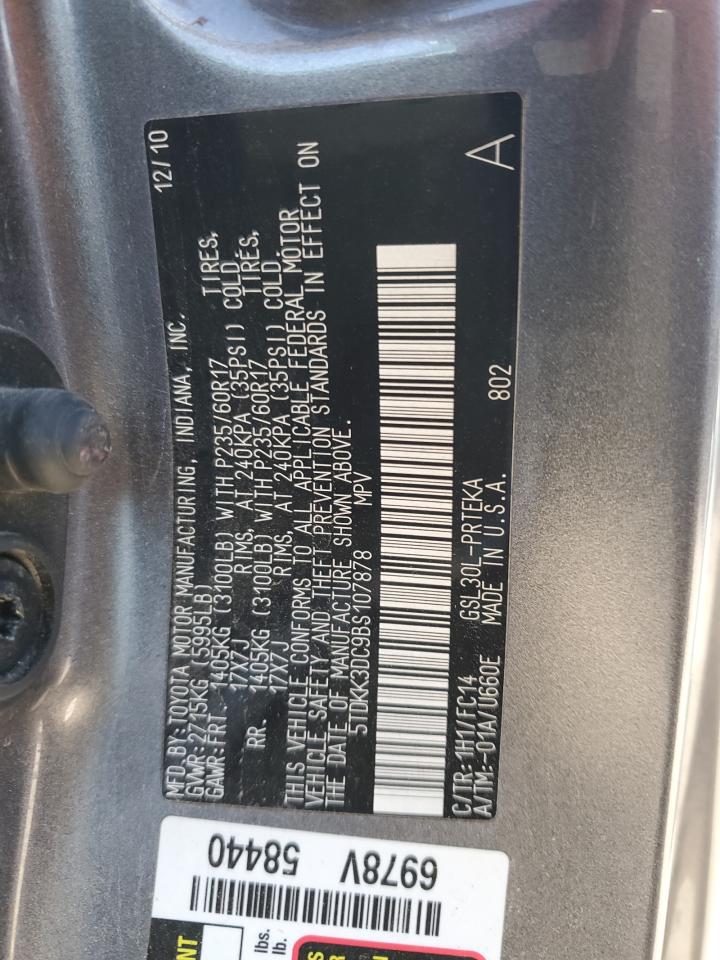 MFD.BY:TOYOTA MOTOR MANUFACTURING, INDIANA, INC. 12/10
GVWR:2715KG (5995LB)
GAWR:FRT 1405KG (3100LB) WITH P235/60R17 TIRES,
17X7J RIMS, AT 240KPA (35PSI) COLD.
RR. 1405KG (3100LB) WITH P235/60R17 TIRES,
17X7J RIMS, AT 240KPA (35PSI) COLD.
THIS VEHICLE CONFORMS TO ALL APPLICABLE FEDERAL MOTOR
VEHICLE SAFETY AND THEFT PREVENTION STANDARDS IN EFFECT ON
THE DATE OF MANUFACTURE SHOWN ABOVE.
5TDKK3DC9BS107878 MPV
C/TR:1H1/FC14 GSL30L-PRTEKA A
A/TM:-01A/U660E MADE IN U.S.A. 802
6978V
58440
lbs.
lb.